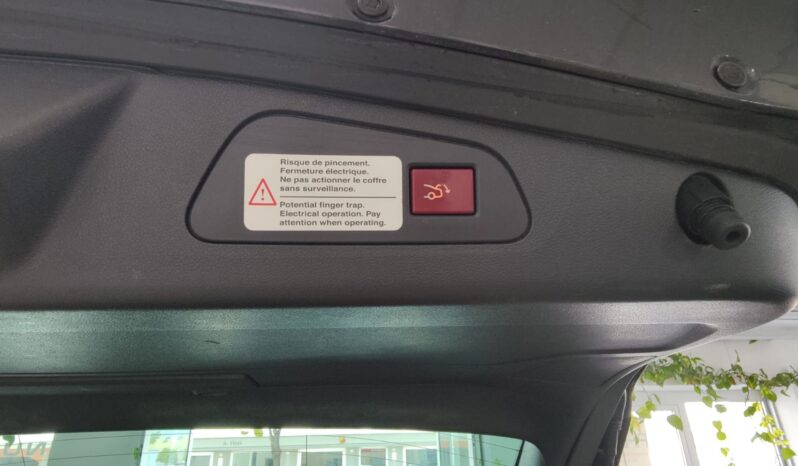 Risque de pincement.
Fermeture électrique.
Ne pas actionner le coffre
sans surveillance.
Potential finger trap.
Electrical operation. Pay
attention when operating.